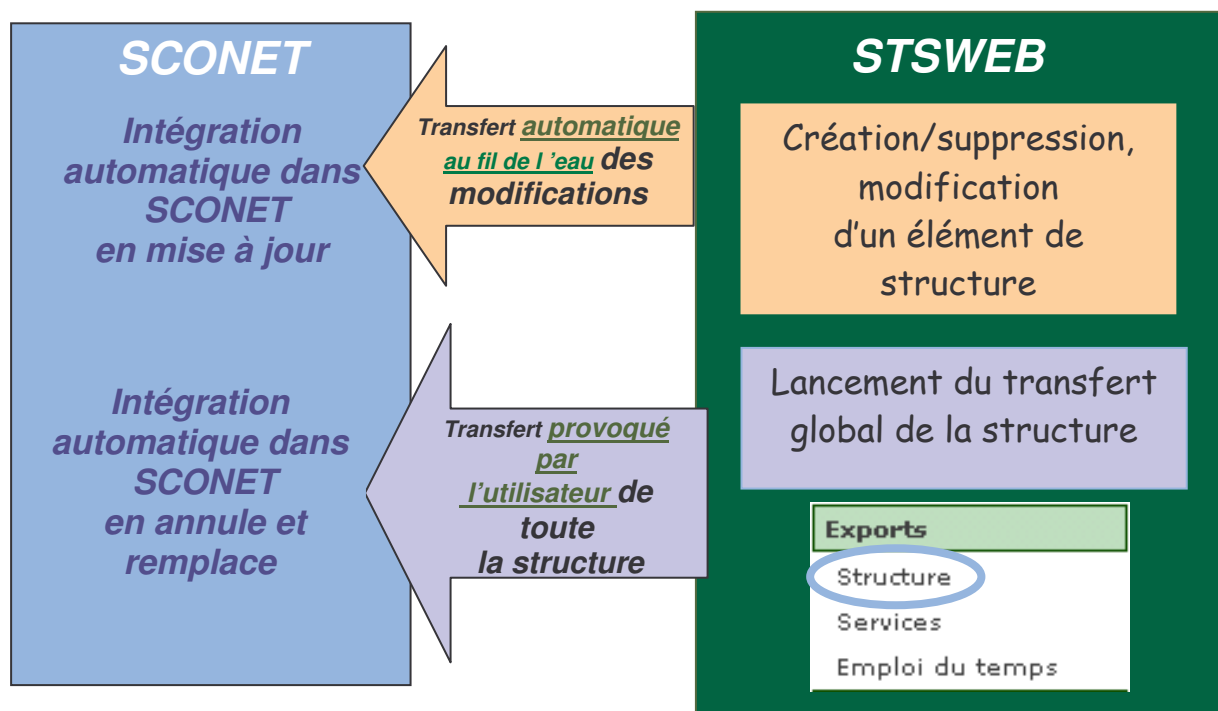 SCONET
Intégration
automatique dans
SCONET
en mise à jour
Intégration
automatique dans
SCONET
en annule et
remplace
Transfert automatique
au fil de l ’eau des
modifications
Transfert provoqué
par
l’utilisateur de
toute
la structure
STSWEB
Création/suppression,
modification
d’un élément de
structure
Lancement du transfert
global de la structure
Exports
Structure
Services
Emploi du temps